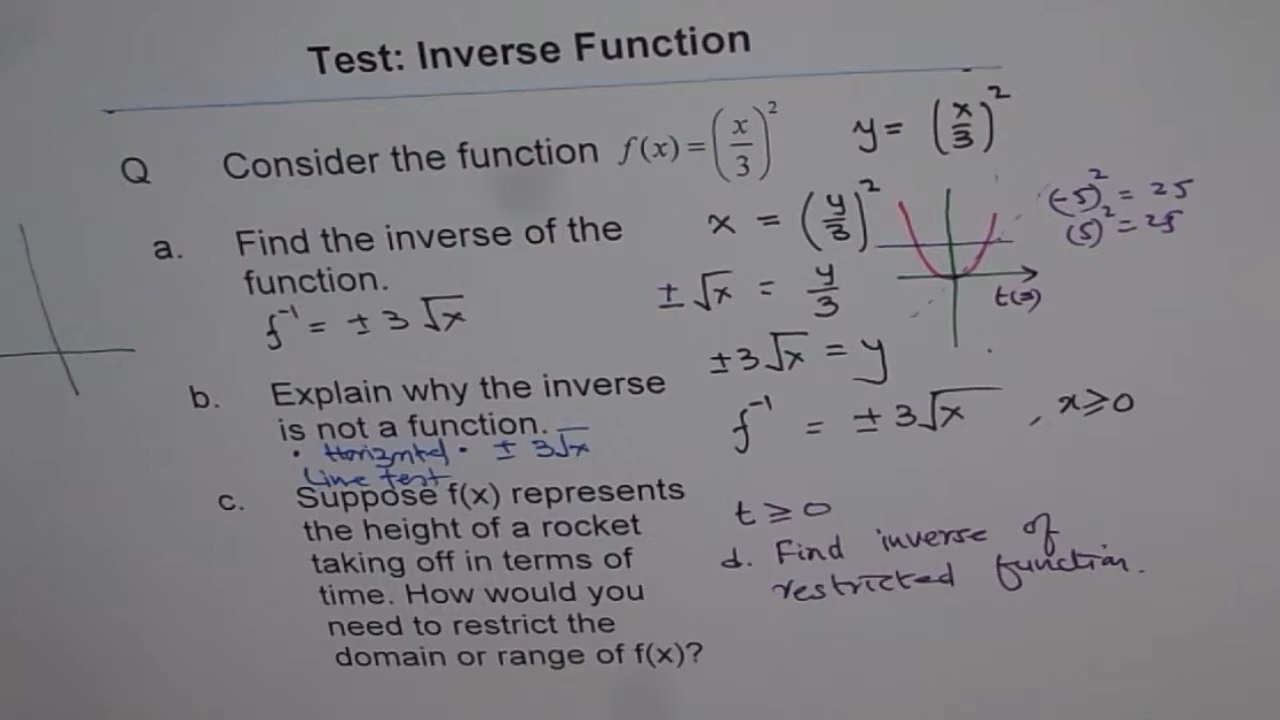 Test: Inverse Function
Q Consider the function f(x) = (x/3)² y = (x/3)²
(-5)² = 25
(5)² = 25
a. Find the inverse of the
function.
f⁻¹ = ± 3√x
x = (y/3)²
± √x = y/3
± 3√x = y
f⁻¹ = ± 3√x , x ≥ 0
t(s)
b. Explain why the inverse
is not a function.
• Horizontal • ± 3√x
Line test
c. Suppose f(x) represents
the height of a rocket
taking off in terms of
time. How would you
need to restrict the
domain or range of f(x)?
t ≥ 0
d. Find inverse of
restricted function.